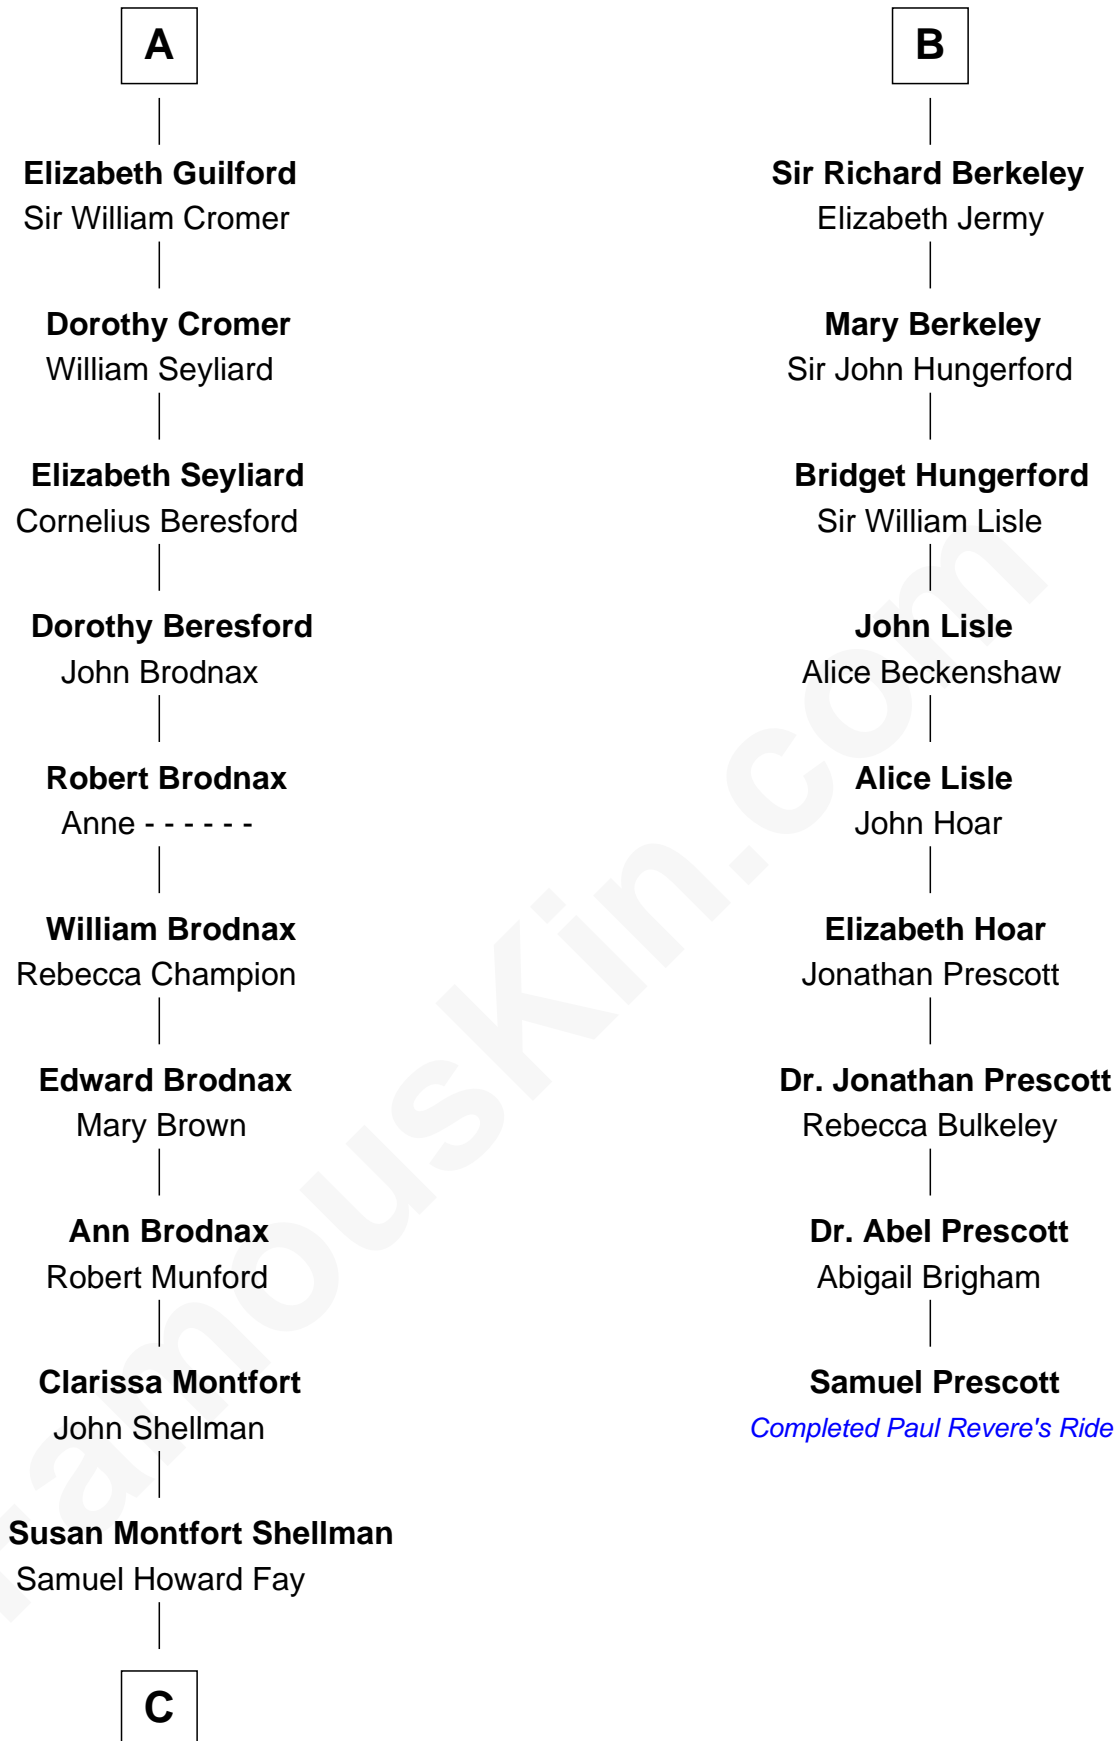 A
Elizabeth Guilford
Sir William Cromer
Dorothy Cromer
William Seyliard
Elizabeth Seyliard
Cornelius Beresford
Dorothy Beresford
John Brodnax
Robert Brodnax
Anne - - - - - -
William Brodnax
Rebecca Champion
Edward Brodnax
Mary Brown
Ann Brodnax
Robert Munford
Clarissa Montfort
John Shellman
Susan Montfort Shellman
Samuel Howard Fay
C
B
Sir Richard Berkeley
Elizabeth Jermy
Mary Berkeley
Sir John Hungerford
Bridget Hungerford
Sir William Lisle
John Lisle
Alice Beckenshaw
Alice Lisle
John Hoar
Elizabeth Hoar
Jonathan Prescott
Dr. Jonathan Prescott
Rebecca Bulkeley
Dr. Abel Prescott
Abigail Brigham
Samuel Prescott
Completed Paul Revere's Ride
FamousKin.com